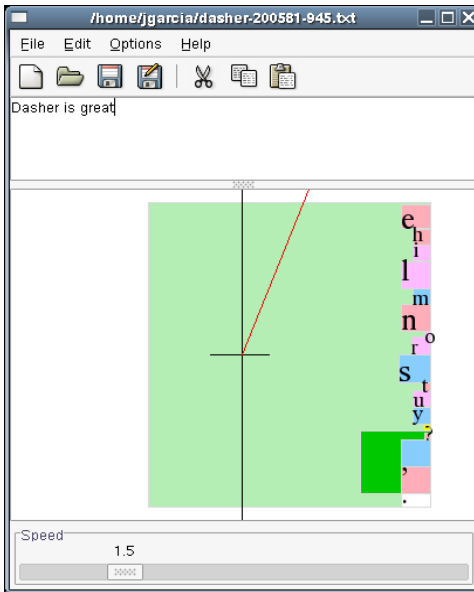 /home/jgarcia/dasher-200581-945.txt
File Edit Options Help
Dasher is great
e
h
i
l
m
n
o
r
s
t
u
y
?
,
.
Speed
1.5